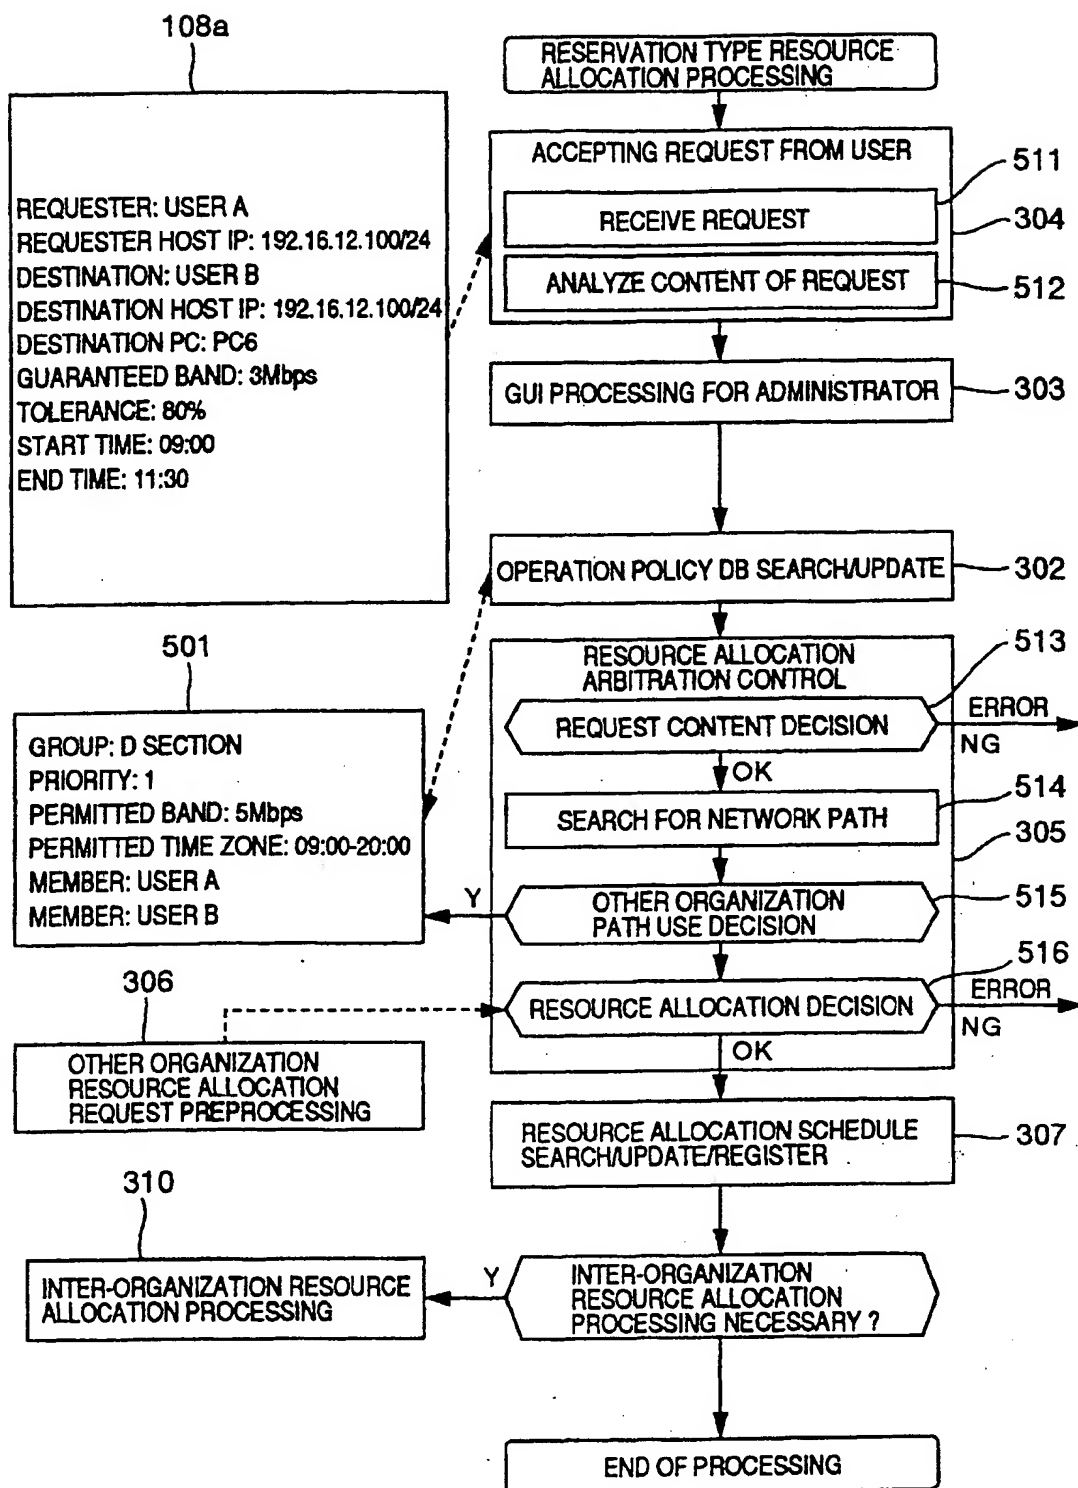 108a
RESERVATION TYPE RESOURCE
ALLOCATION PROCESSING
REQUESTER: USER A
REQUESTER HOST IP: 192.16.12.100/24
DESTINATION: USER B
DESTINATION HOST IP: 192.16.12.100/24
DESTINATION PC: PC6
GUARANTEED BAND: 3Mbps
TOLERANCE: 80%
START TIME: 09:00
END TIME: 11:30
ACCEPTING REQUEST FROM USER
511
RECEIVE REQUEST
304
ANALYZE CONTENT OF REQUEST
512
GUI PROCESSING FOR ADMINISTRATOR
303
OPERATION POLICY DB SEARCH/UPDATE
302
501
GROUP: D SECTION
PRIORITY: 1
PERMITTED BAND: 5Mbps
PERMITTED TIME ZONE: 09:00-20:00
MEMBER: USER A
MEMBER: USER B
RESOURCE ALLOCATION
ARBITRATION CONTROL
513
REQUEST CONTENT DECISION
ERROR
NG
OK
514
SEARCH FOR NETWORK PATH
305
Y
OTHER ORGANIZATION
PATH USE DECISION
515
516
306
RESOURCE ALLOCATION DECISION
ERROR
NG
OK
OTHER ORGANIZATION
RESOURCE ALLOCATION
REQUEST PREPROCESSING
RESOURCE ALLOCATION SCHEDULE
SEARCH/UPDATE/REGISTER
307
310
INTER-ORGANIZATION RESOURCE
ALLOCATION PROCESSING
Y
INTER-ORGANIZATION
RESOURCE ALLOCATION
PROCESSING NECESSARY ?
END OF PROCESSING